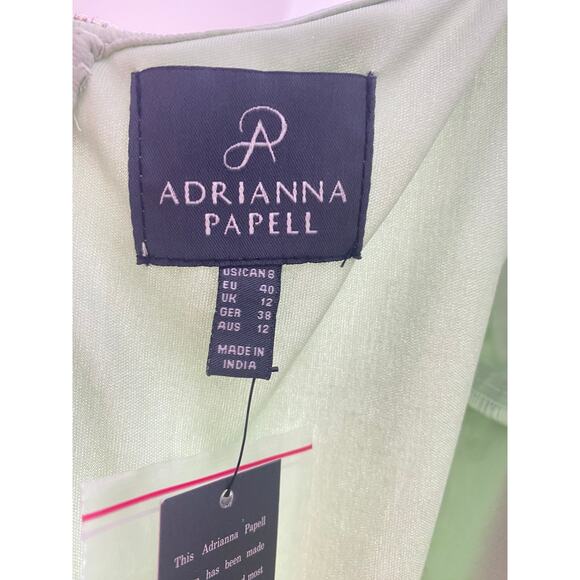 ADRIANNA
PAPELL
US|CAN 8
EU 40
UK 12
GER 38
AUS 12
MADE IN
INDIA
This Adrianna Papell
has been made
most